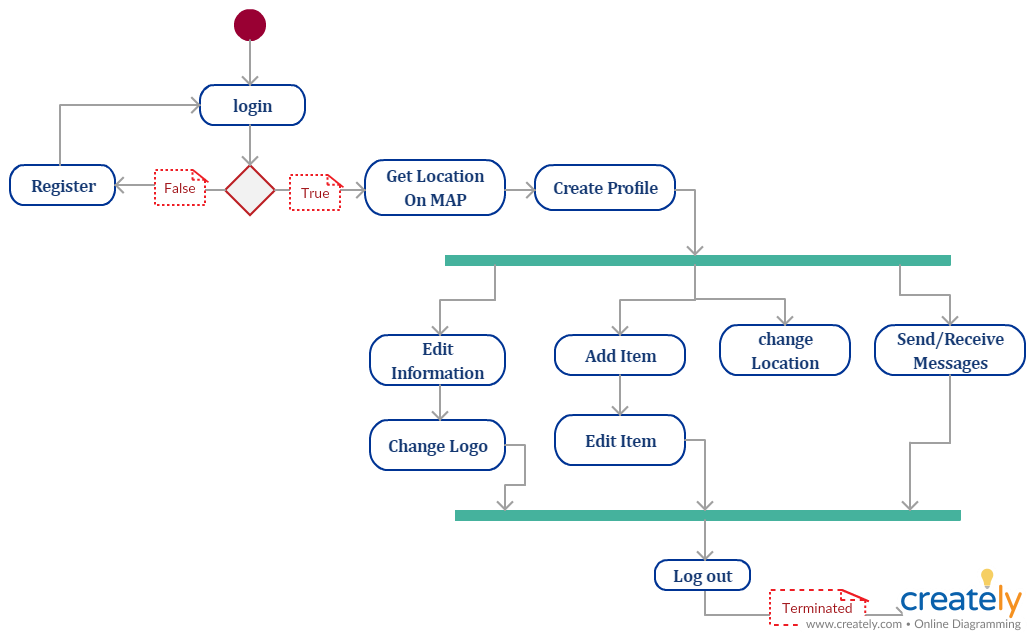 login
Register
False
True
Get Location
On MAP
Create Profile
Edit
Information
Add Item
change
Location
Send/Receive
Messages
Change Logo
Edit Item
Log out
Terminated
creately
www.creately.com • Online Diagramming